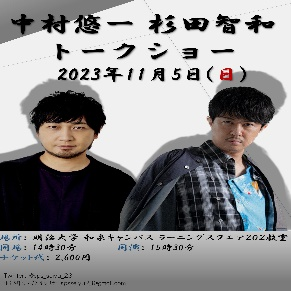 中村悠一 杉田智和
トークショー
2023年11月5日(日)
場所: 明治大学 和泉キャンパス ラーニングスクエア202教室
開場: 14時30分 開演: 15時30分
チケット代: 2,600円
Twitter: